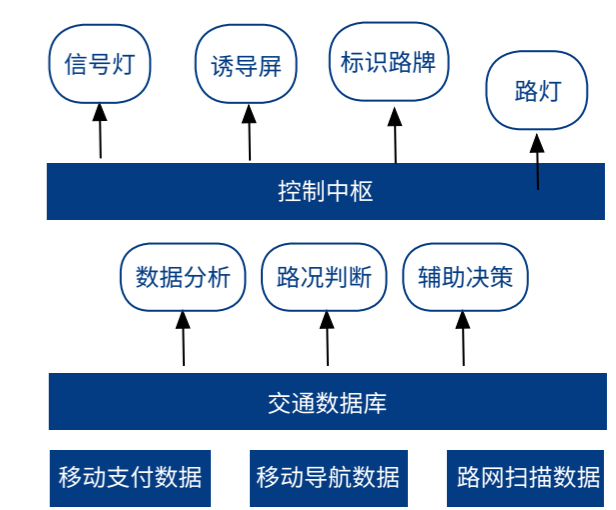 信号灯
诱导屏
标识路牌
路灯
控制中枢
数据分析
路况判断
辅助决策
交通数据库
移动支付数据
移动导航数据
路网扫描数据